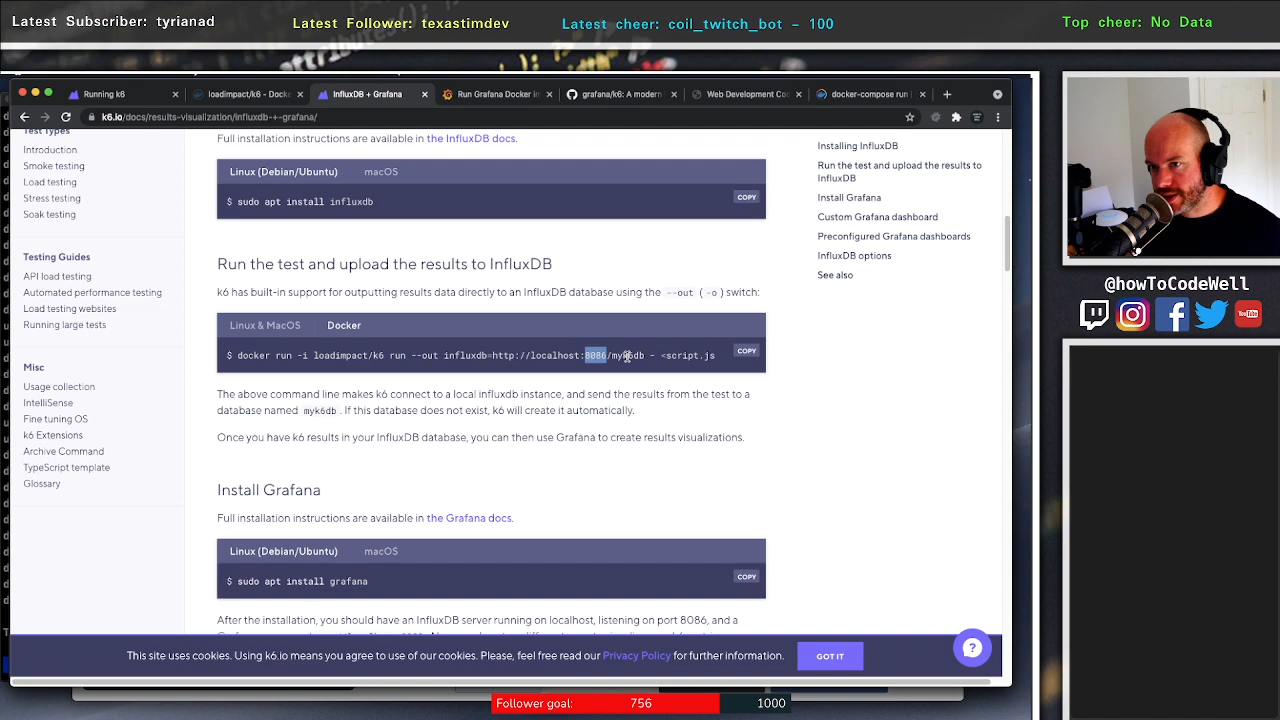 Latest Subscriber: tyrianad
Latest Follower: texastimdev
Latest cheer: coil_twitch_bot - 100
Top cheer: No Data
Running k6
loadimpact/k6 - Docke
InfluxDB + Grafana
Run Grafana Docker im
grafana/k6: A modern
Web Development Cod
docker-compose run |
k6.io/docs/results-visualization/influxdb-+-grafana/
Test Types
Introduction
Smoke testing
Load testing
Stress testing
Soak testing
Testing Guides
API load testing
Automated performance testing
Load testing websites
Running large tests
Misc
Usage collection
IntelliSense
Fine tuning OS
k6 Extensions
Archive Command
TypeScript template
Glossary
Full installation instructions are available in the InfluxDB docs.
Linux (Debian/Ubuntu)
macOS
$ sudo apt install influxdb
COPY
Run the test and upload the results to InfluxDB
k6 has built-in support for outputting results data directly to an InfluxDB database using the --out (-o) switch:
Linux & MacOS
Docker
$ docker run -i loadimpact/k6 run --out influxdb=http://localhost:8086/myk6db - <script.js
COPY
The above command line makes k6 connect to a local influxdb instance, and send the results from the test to a
database named myk6db. If this database does not exist, k6 will create it automatically.
Once you have k6 results in your InfluxDB database, you can then use Grafana to create results visualizations.
Install Grafana
Full installation instructions are available in the Grafana docs.
Linux (Debian/Ubuntu)
macOS
$ sudo apt install grafana
COPY
After the installation, you should have an InfluxDB server running on localhost, listening on port 8086, and a
Installing InfluxDB
Run the test and upload the results to
InfluxDB
Install Grafana
Custom Grafana dashboard
Preconfigured Grafana dashboards
InfluxDB options
See also
This site uses cookies. Using k6.io means you agree to use of our cookies. Please, feel free read our Privacy Policy for further information.
GOT IT
?
@howToCodeWell
Follower goal:
756
1000